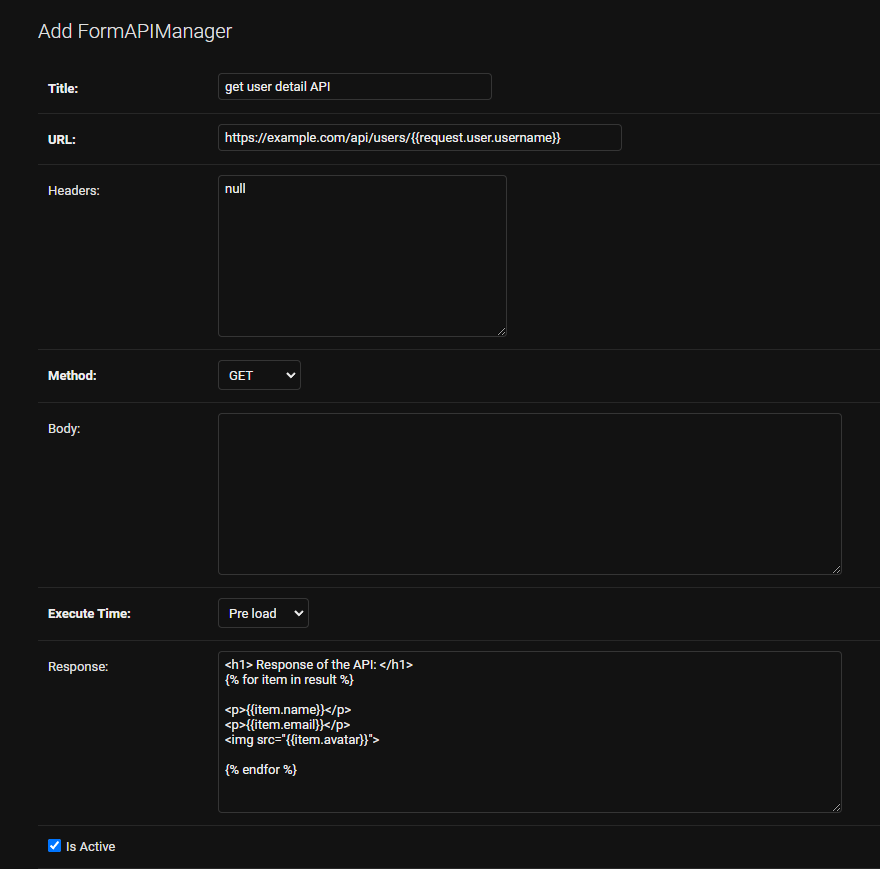 Add FormAPIManager
Title:
get user detail API
URL:
https://example.com/api/users/{{request.user.username}}
Headers:
null
Method:
GET
Body:
Execute Time:
Pre load
Response:
<h1> Response of the API: </h1>
{% for item in result %}
<p>{{item.name}}</p>
<p>{{item.email}}</p>
<img src="{{item.avatar}}">
{% endfor %}
Is Active